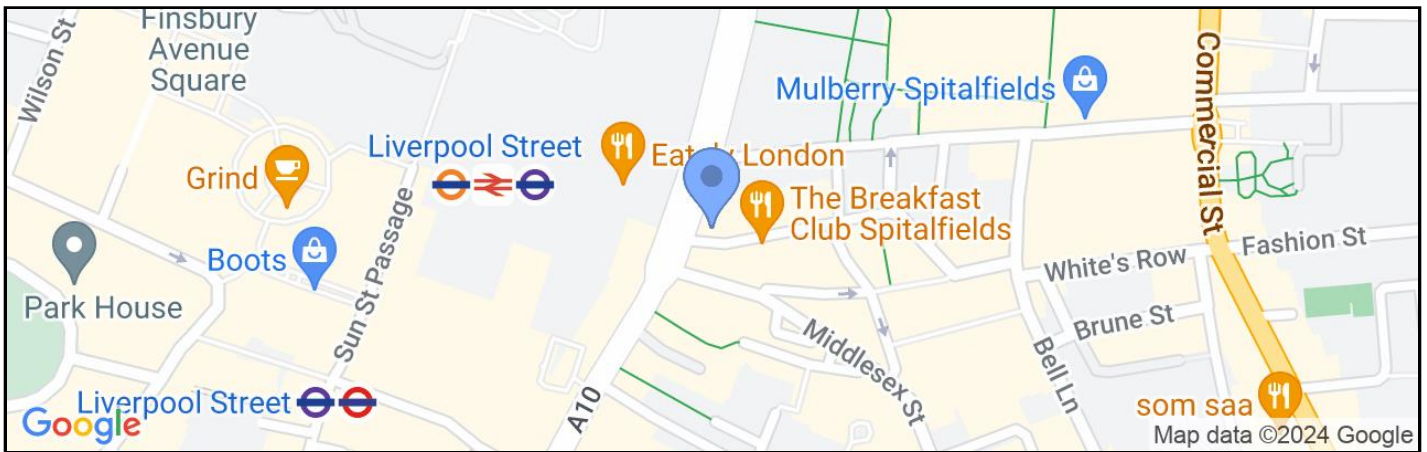 Finsbury
Avenue
Square
Wilson St
Mulberry Spitalfields
Commercial St
Liverpool Street
Eataly London
Grind
The Breakfast
Club Spitalfields
Sun St Passage
Boots
White's Row
Fashion St
Park House
Brune St
Middlesex St
Bell Ln
Liverpool Street
A10
som saa
Google
Map data ©2024 Google